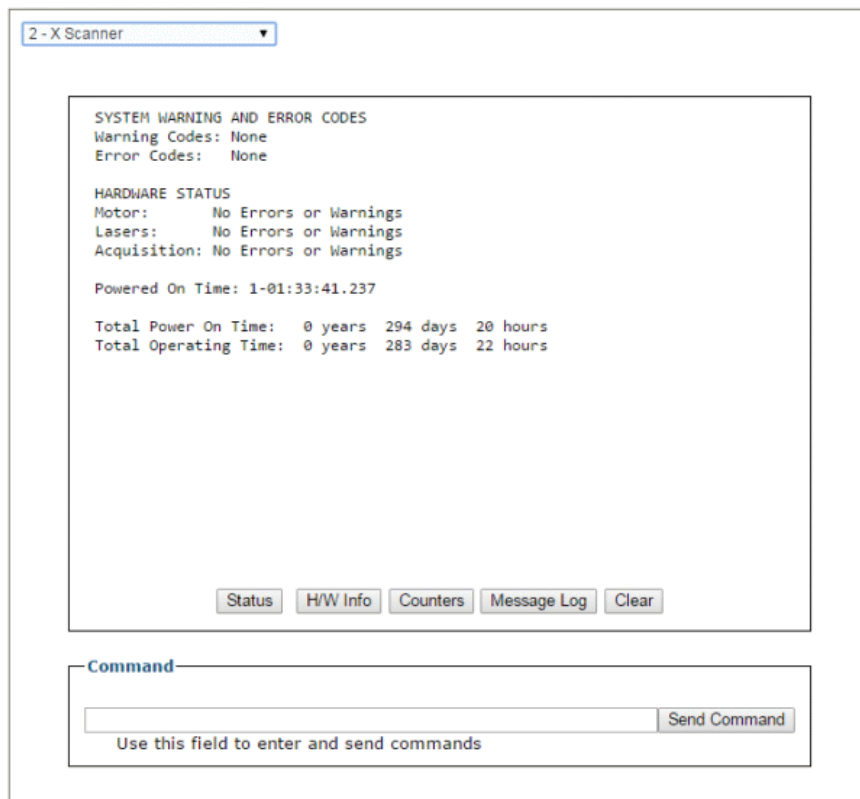 2 - X Scanner
SYSTEM WARNING AND ERROR CODES
Warning Codes: None
Error Codes:   None
HARDWARE STATUS
Motor:       No Errors or Warnings
Lasers:      No Errors or Warnings
Acquisition: No Errors or Warnings
Powered On Time: 1-01:33:41.237
Total Power On Time:   0 years  294 days  20 hours
Total Operating Time:  0 years  283 days  22 hours
Status H/W Info Counters Message Log Clear
Command
Send Command
Use this field to enter and send commands